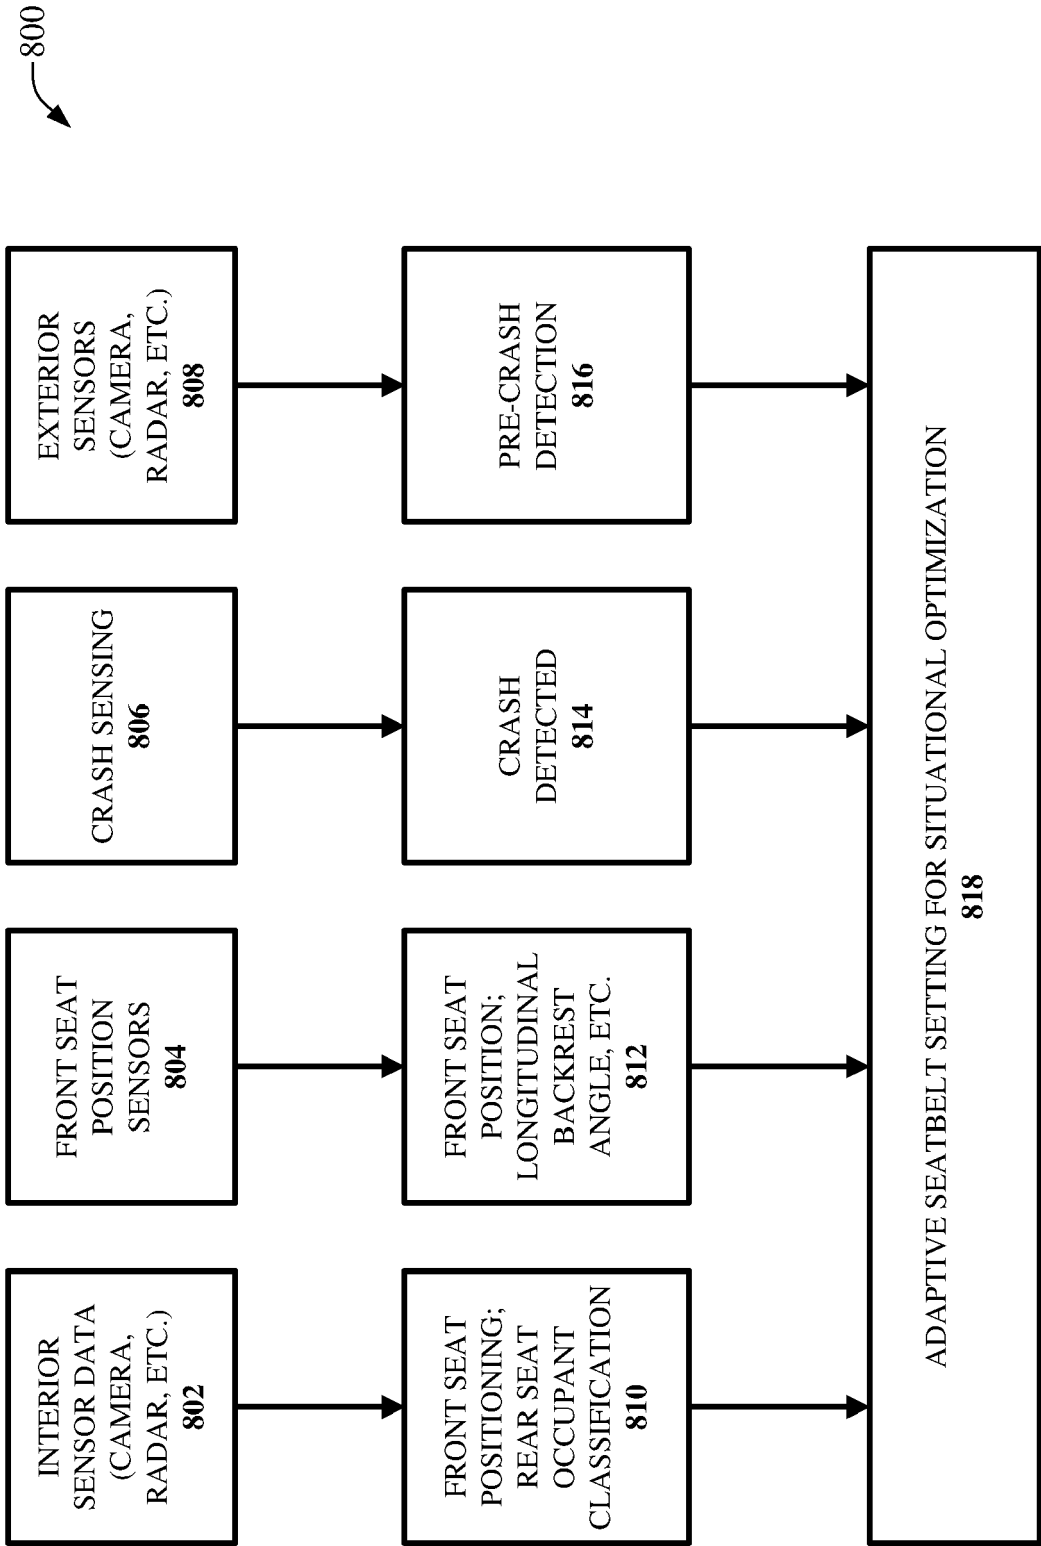 800
INTERIOR
SENSOR DATA
(CAMERA,
RADAR, ETC.)
802
FRONT SEAT
POSITION
SENSORS
804
CRASH SENSING
806
EXTERIOR
SENSORS
(CAMERA,
RADAR, ETC.)
808
FRONT SEAT
POSITIONING;
REAR SEAT
OCCUPANT
CLASSIFICATION
810
FRONT SEAT
POSITION;
LONGITUDINAL
BACKREST
ANGLE, ETC.
812
CRASH
DETECTED
814
PRE-CRASH
DETECTION
816
ADAPTIVE SEATBELT SETTING FOR SITUATIONAL OPTIMIZATION
818